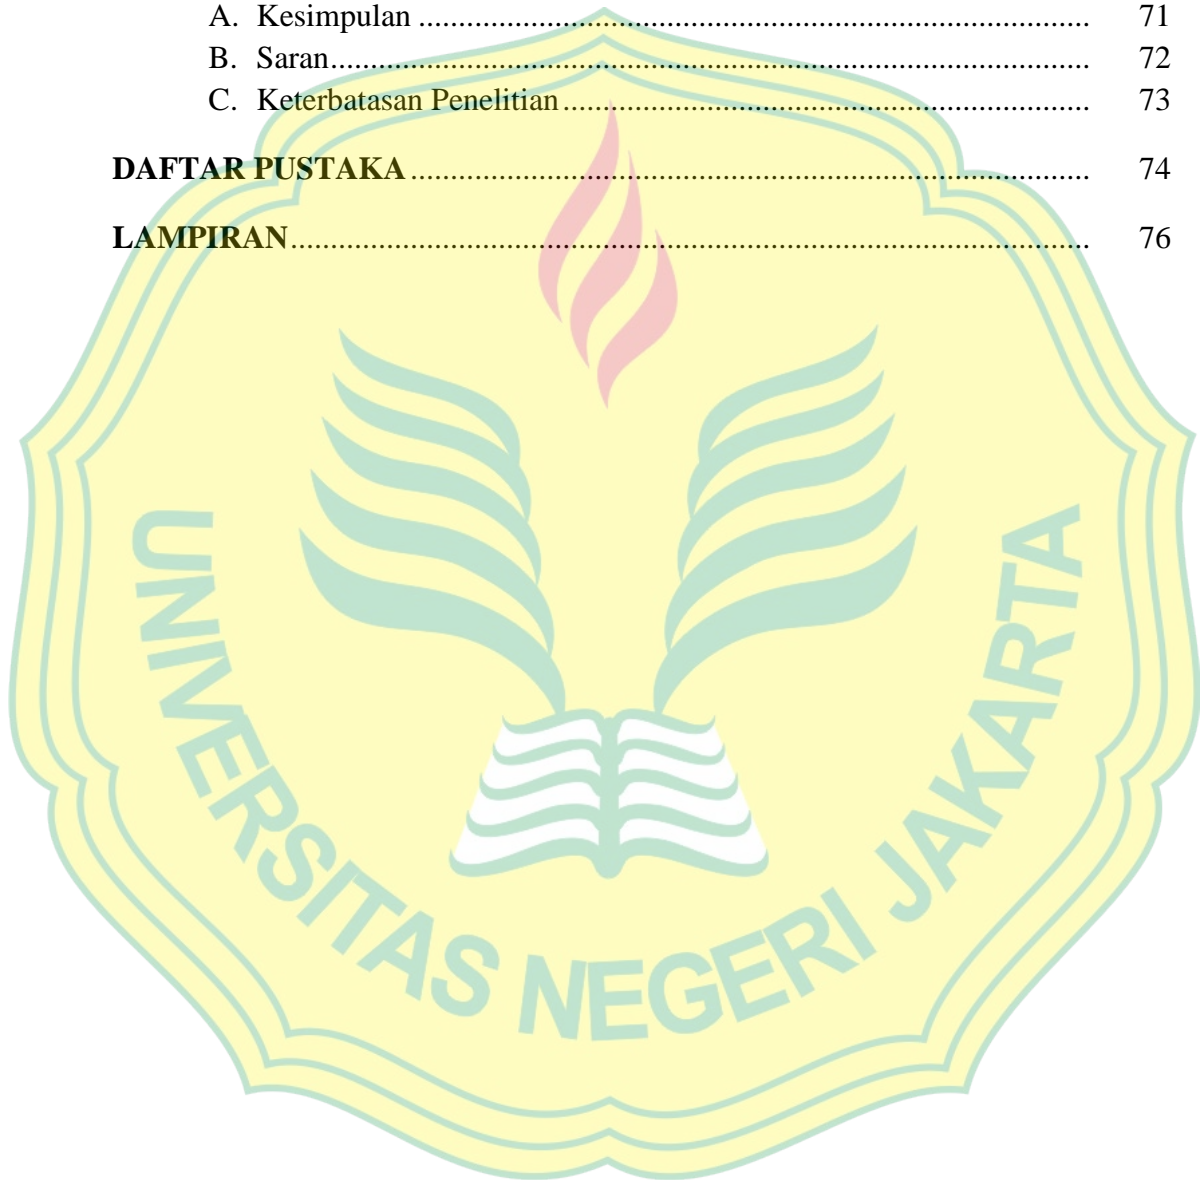 A. Kesimpulan ........................................................................................ 71
B. Saran.................................................................................................... 72
C. Keterbatasan Penelitian..................................................................... 73
DAFTAR PUSTAKA........................................................................................ 74
LAMPIRAN....................................................................................................... 76
UNIVERSITAS NEGERI JAKARTA